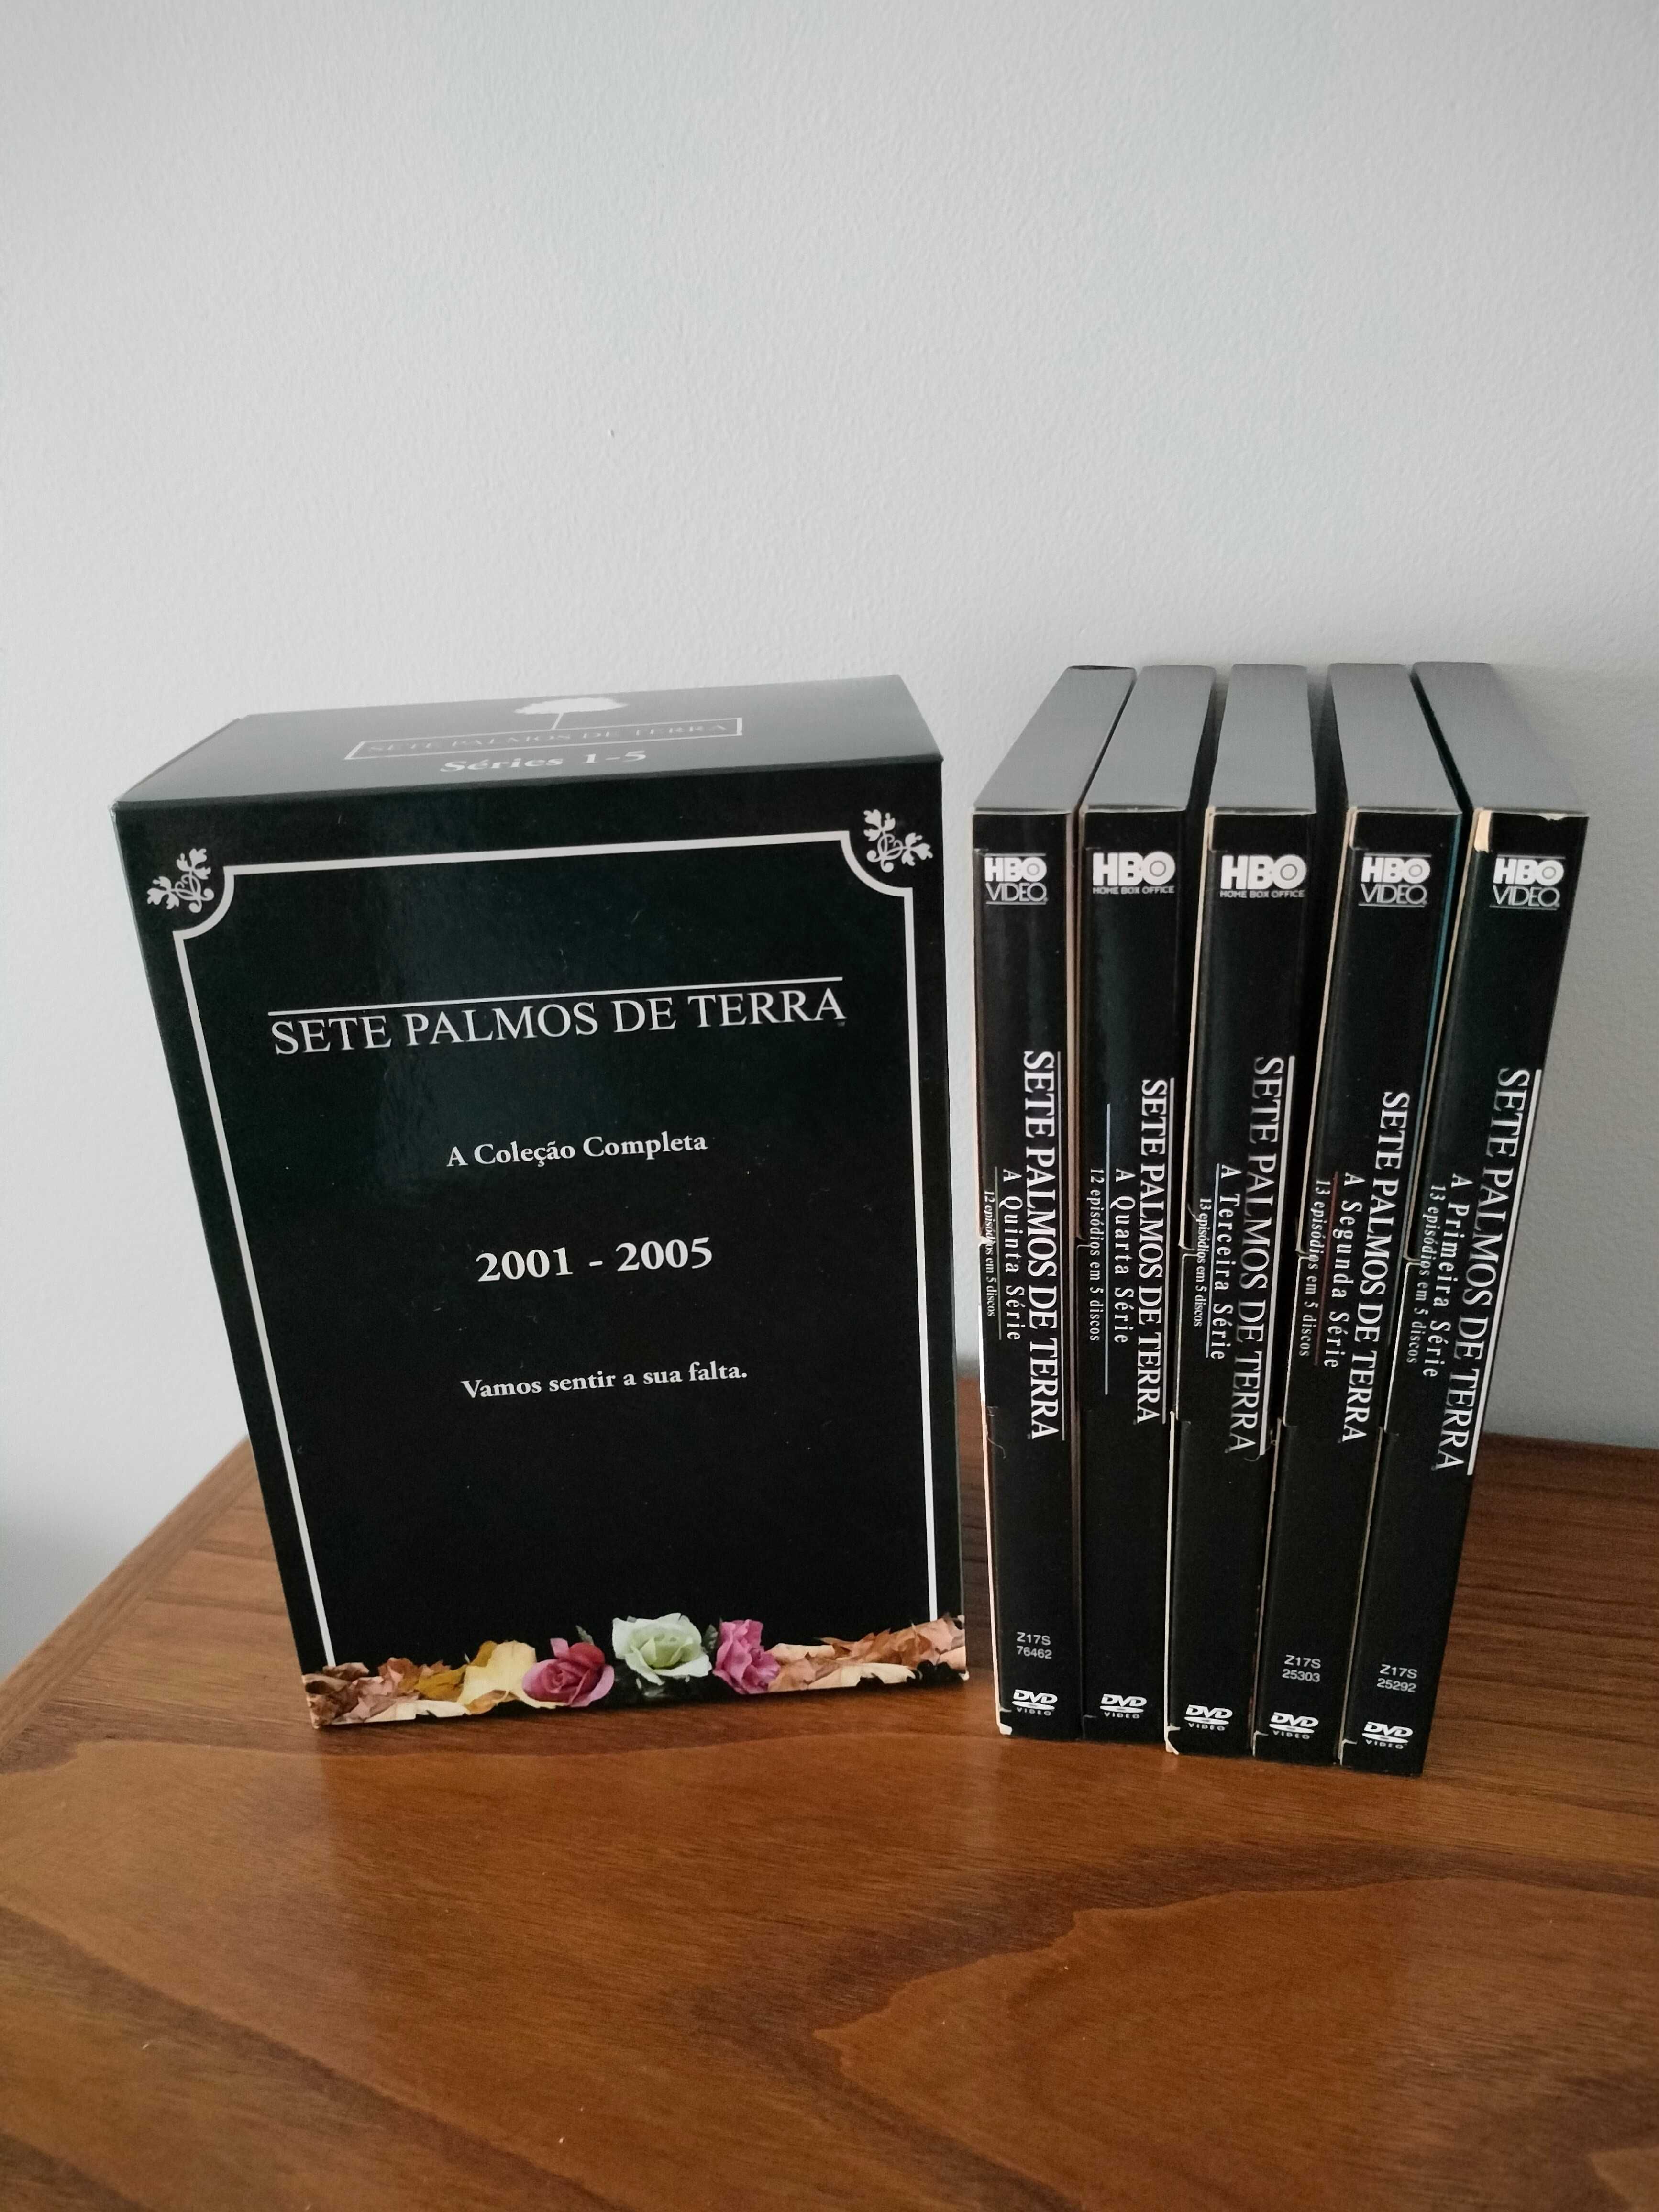 SETE PALMOS DE TERRA
Séries 1-5
SETE PALMOS DE TERRA
A Coleção Completa
2001 - 2005
Vamos sentir a sua falta.
HBO
VIDEO
SETE PALMOS DE TERRA
A Quinta Série
12 episódios em 5 discos
Z17S
76462
DVD
VIDEO
HBO
HOME BOX OFFICE
SETE PALMOS DE TERRA
A Quarta Série
12 episódios em 5 discos
DVD
VIDEO
HBO
HOME BOX OFFICE
SETE PALMOS DE TERRA
A Terceira Série
13 episódios em 5 discos
DVD
VIDEO
HBO
VIDEO
SETE PALMOS DE TERRA
A Segunda Série
13 episódios em 5 discos
Z17S
25303
DVD
VIDEO
HBO
VIDEO
SETE PALMOS DE TERRA
A Primeira Série
13 episódios em 5 discos
Z17S
25292
DVD
VIDEO